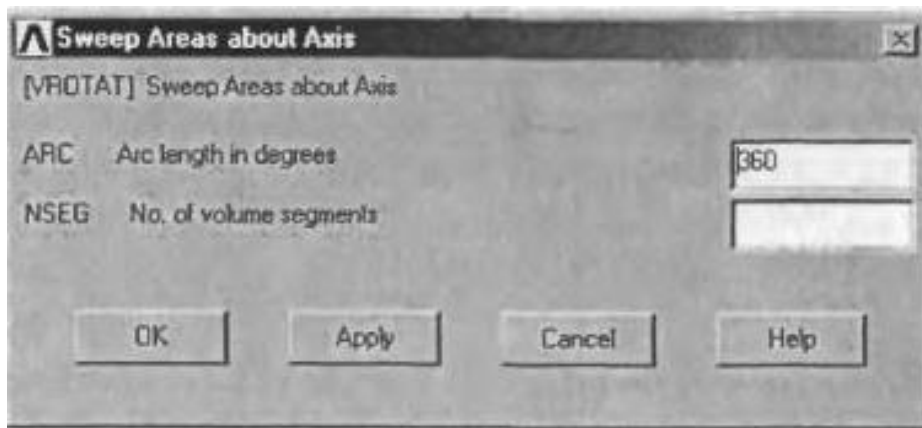 Sweep Areas about Axis
[VROTAT] Sweep Areas about Axis
ARC Arc length in degrees 360
NSEG No. of volume segments
OK Apply Cancel Help